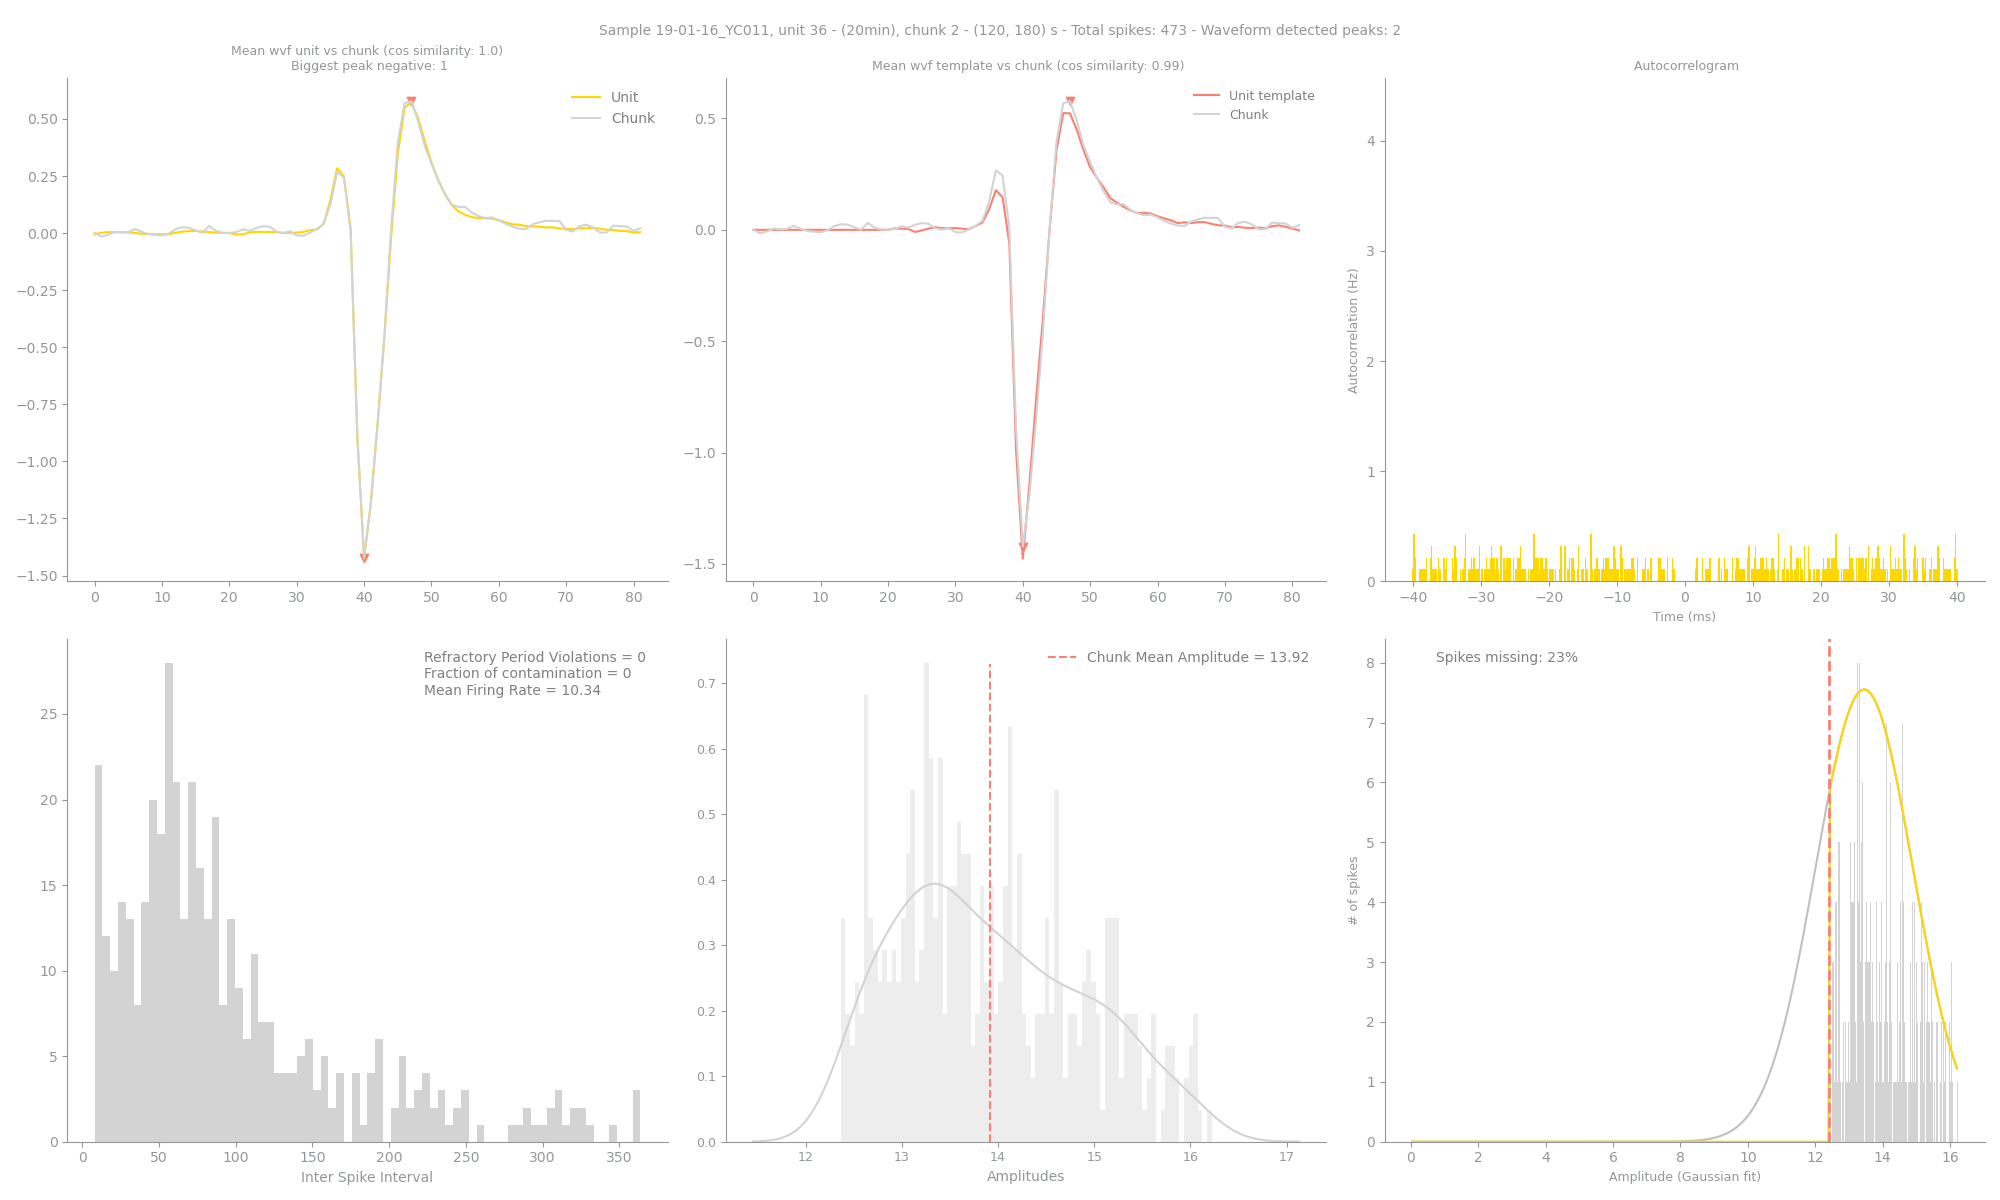 Sample 19-01-16_YC011, unit 36 - (20min), chunk 2 - (120, 180) s - Total spikes: 473 - Waveform detected peaks: 2
Mean wvf unit vs chunk (cos similarity: 1.0)
Biggest peak negative: 1
Unit
Chunk
0.50
0.25
0.00
−0.25
−0.50
−0.75
−1.00
−1.25
−1.50
0 10 20 30 40 50 60 70 80
Mean wvf template vs chunk (cos similarity: 0.99)
Unit template
Chunk
0.5
0.0
−0.5
−1.0
−1.5
0 10 20 30 40 50 60 70 80
Autocorrelogram
Autocorrelation (Hz)
4
3
2
1
0
−40 −30 −20 −10 0 10 20 30 40
Time (ms)
Refractory Period Violations = 0
Fraction of contamination = 0
Mean Firing Rate = 10.34
25
20
15
10
5
0
0 50 100 150 200 250 300 350
Inter Spike Interval
Chunk Mean Amplitude = 13.92
0.7
0.6
0.5
0.4
0.3
0.2
0.1
0.0
12 13 14 15 16 17
Amplitudes
Spikes missing: 23%
# of spikes
8
7
6
5
4
3
2
1
0
0 2 4 6 8 10 12 14 16
Amplitude (Gaussian fit)